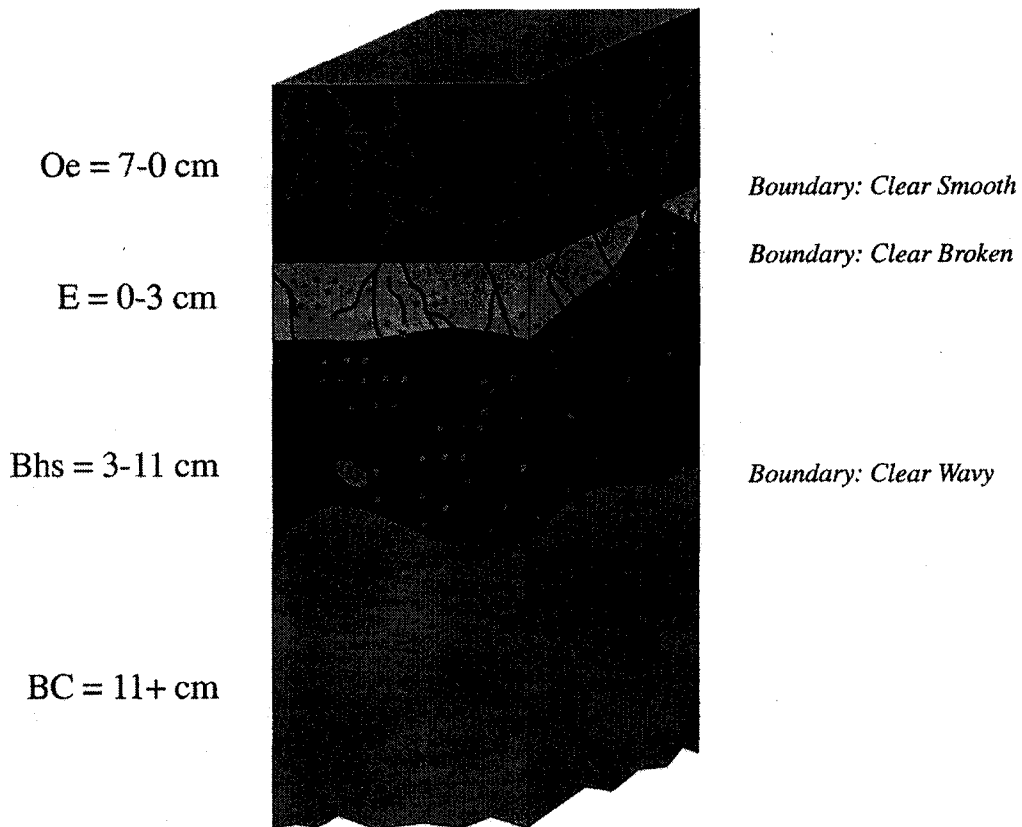 Oe = 7-0 cm
Boundary: Clear Smooth
Boundary: Clear Broken
E = 0-3 cm
Bhs = 3-11 cm
Boundary: Clear Wavy
BC = 11+ cm